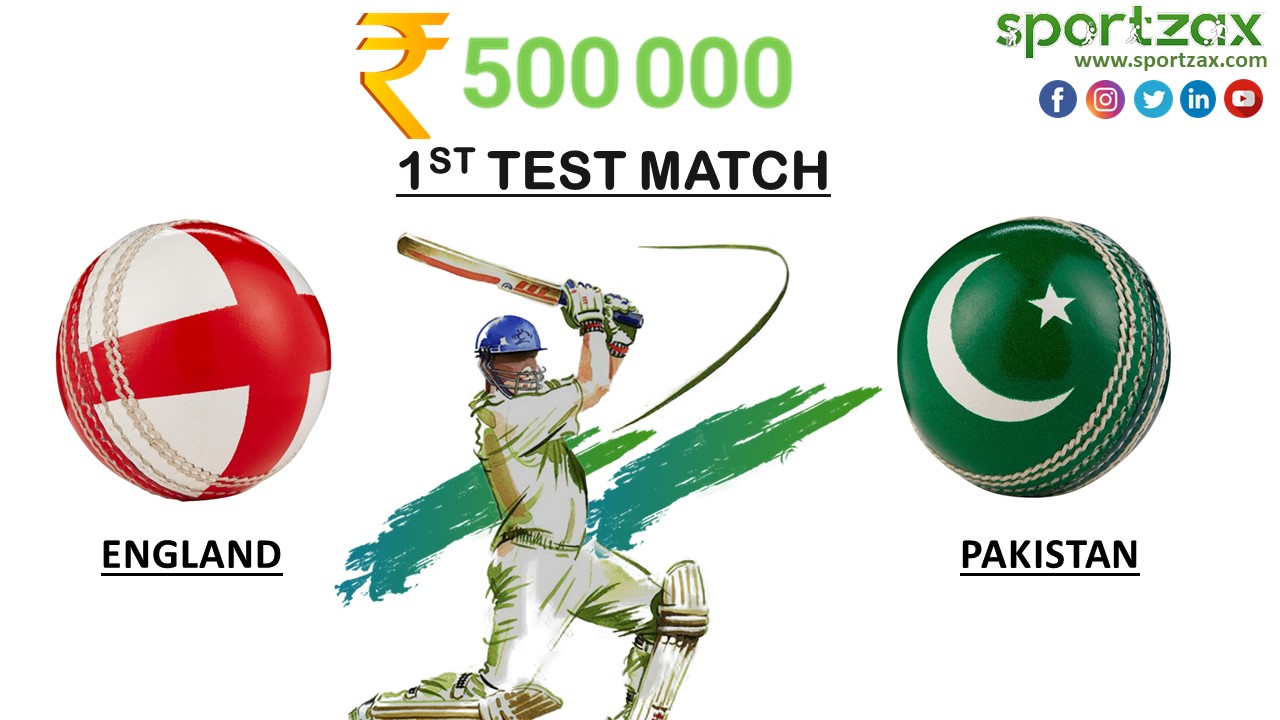 ₹ 500 000
sportzax
www.sportzax.com
1ST TEST MATCH
ENGLAND
PAKISTAN